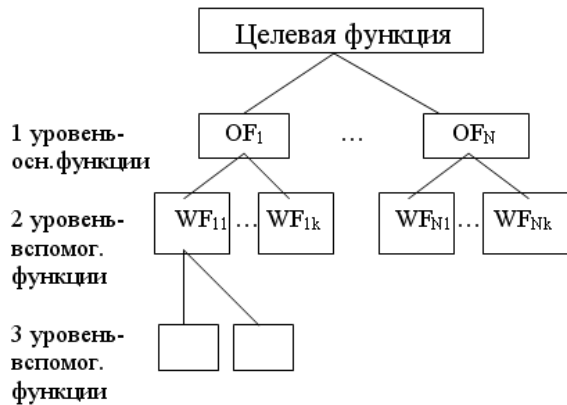 Целевая функция
1 уровень-
осн.функции
OF1 ... OFN
2 уровень-
вспомог.
функции
WF11 ... WF1k WFN1 ... WFNk
3 уровень-
вспомог.
функции